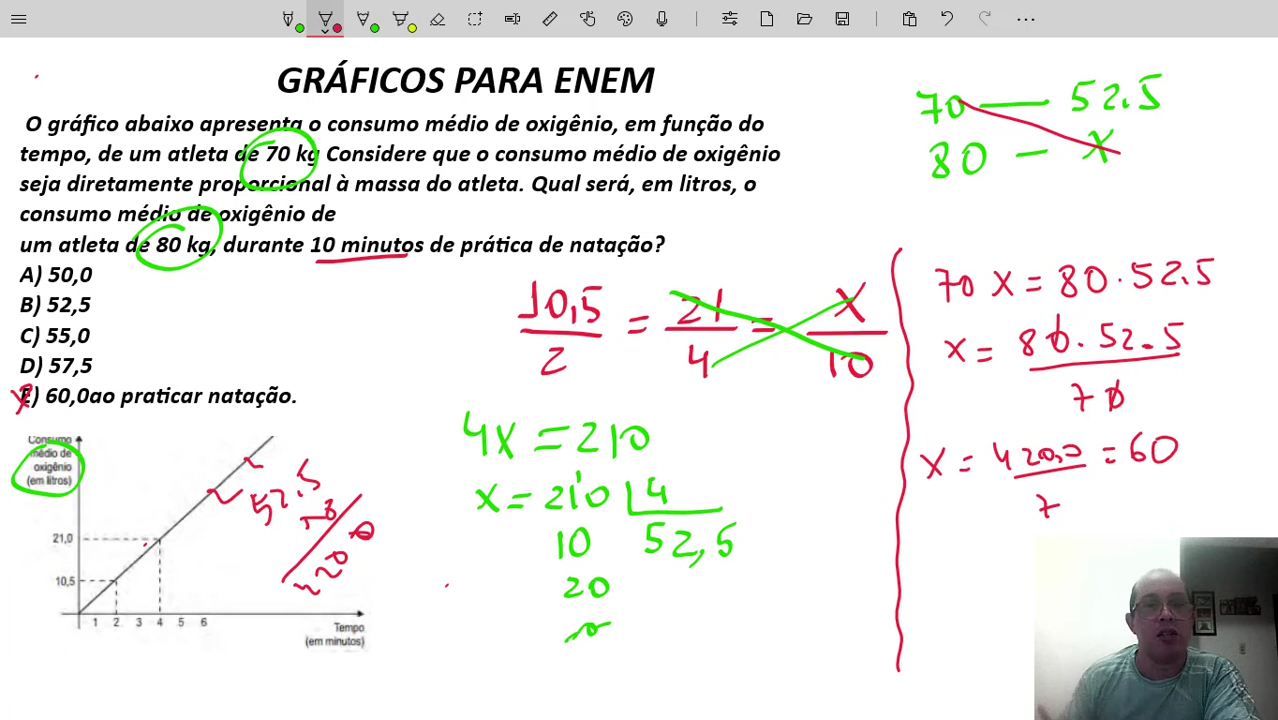 GRÁFICOS PARA ENEM
O gráfico abaixo apresenta o consumo médio de oxigênio, em função do
tempo, de um atleta de 70 kg Considere que o consumo médio de oxigênio
seja diretamente proporcional à massa do atleta. Qual será, em litros, o
consumo médio de oxigênio de
um atleta de 80 kg, durante 10 minutos de prática de natação?
A) 50,0
B) 52,5
C) 55,0
D) 57,5
E) 60,0ao praticar natação.
Consumo
médio de
oxigênio
(em litros)
21,0
10,5
1 2 3 4 5 6
Tempo
(em minutos)
52.5
x8
4200
10,5/2 = 21/4 = x/10
4x = 210
x = 210 | 4
10 52,5
20
0
70 — 52.5
80 — x
70 x = 80 · 52.5
x = 80 · 52.5
70
x = 420,0 = 60
7